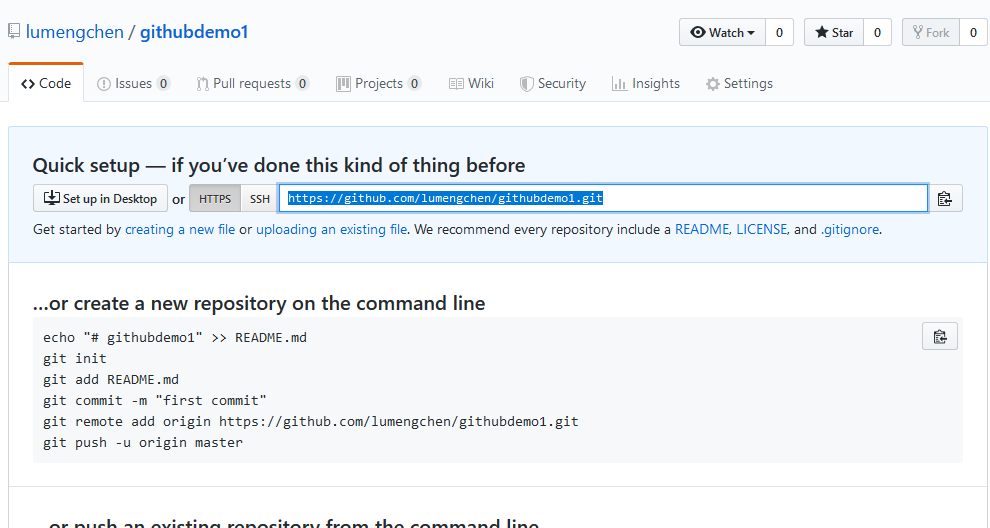 lumengchen / githubdemo1
Watch 0 Star 0 Fork 0
Code Issues 0 Pull requests 0 Projects 0 Wiki Security Insights Settings
Quick setup — if you’ve done this kind of thing before
Set up in Desktop or HTTPS SSH https://github.com/lumengchen/githubdemo1.git
Get started by creating a new file or uploading an existing file. We recommend every repository include a README, LICENSE, and .gitignore.
…or create a new repository on the command line
echo "# githubdemo1" >> README.md
git init
git add README.md
git commit -m "first commit"
git remote add origin https://github.com/lumengchen/githubdemo1.git
git push -u origin master
…or push an existing repository from the command line